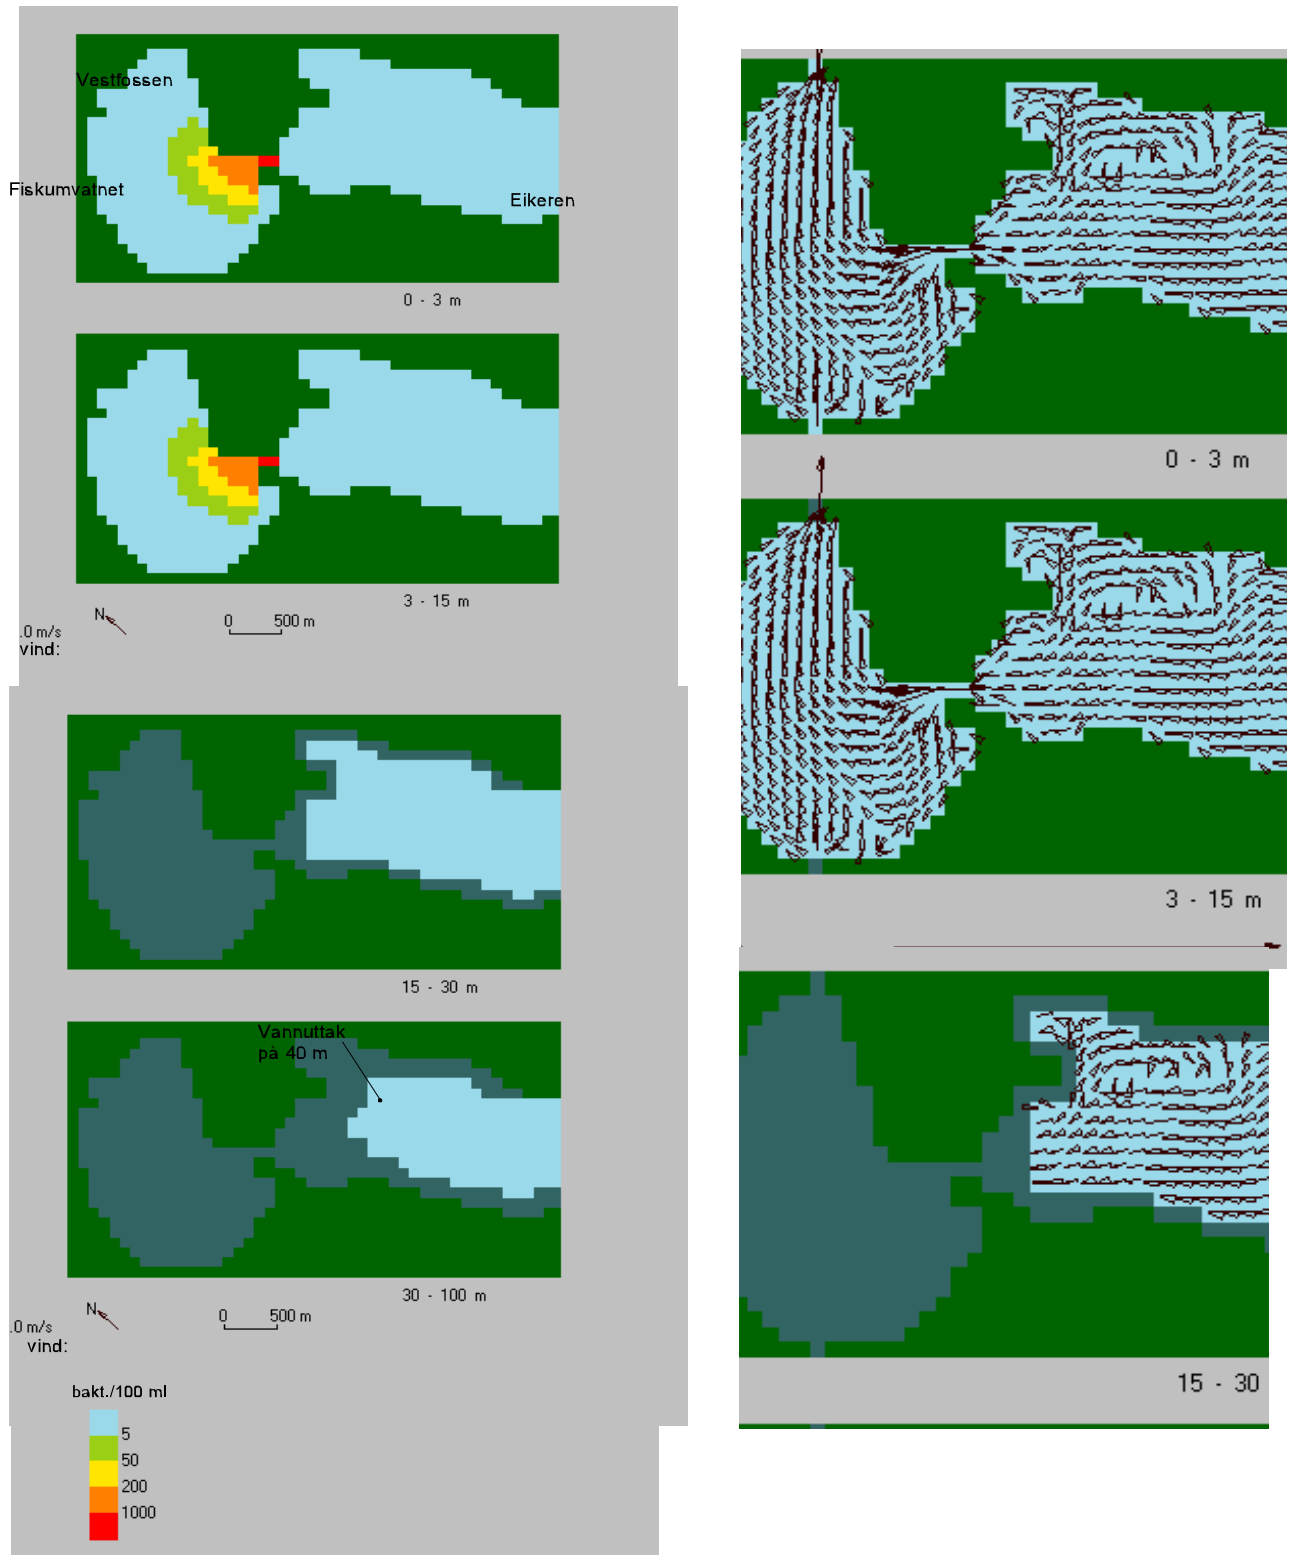 Vestfossen
Fiskumvatnet
Eikeren
0 - 3 m
3 - 15 m
N
0 500 m
.0 m/s
vind:
15 - 30 m
Vannuttak
på 40 m
30 - 100 m
N
0 500 m
.0 m/s
vind:
bakt./100 ml
5
50
200
1000
0 - 3 m
3 - 15 m
15 - 30